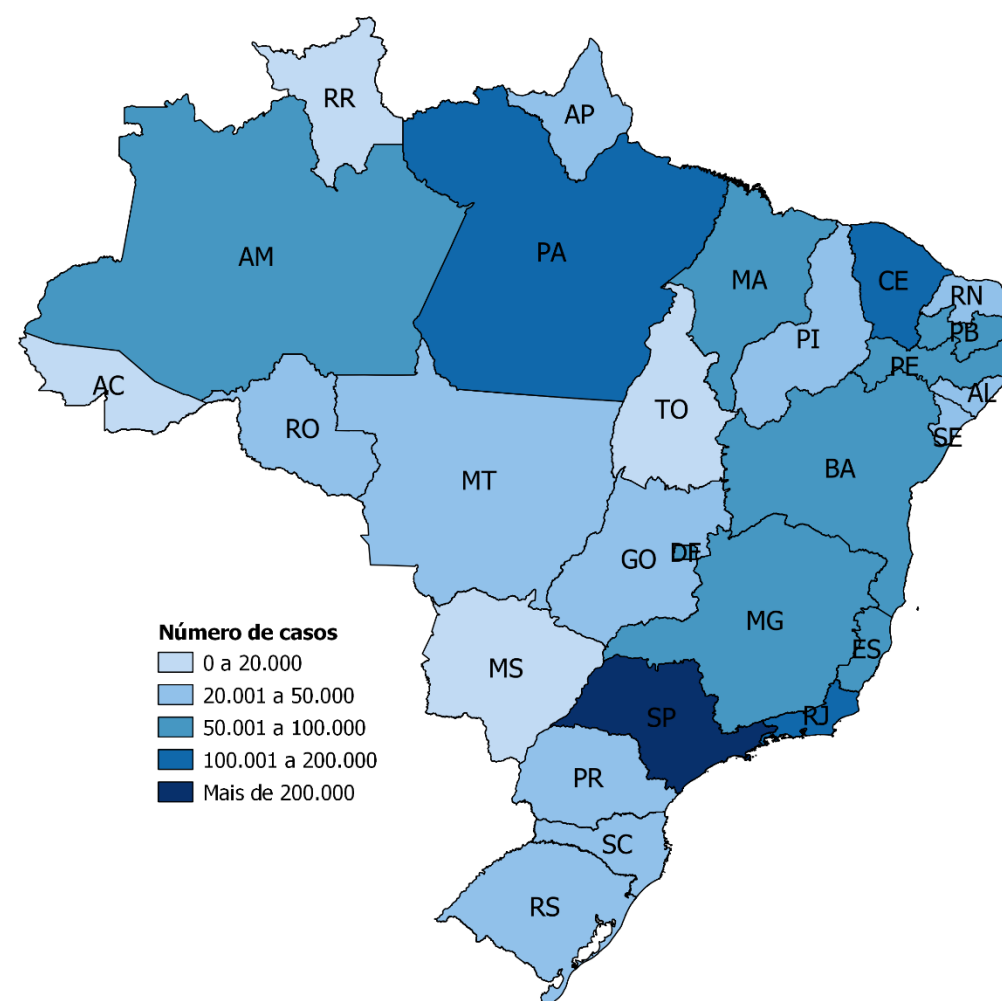 RR
AP
AM
PA
MA
CE
RN
PB
PI
PE
AL
SE
AC
TO
RO
BA
MT
GO
DF
MG
ES
MS
SP
RJ
PR
SC
RS
Número de casos
0 a 20.000
20.001 a 50.000
50.001 a 100.000
100.001 a 200.000
Mais de 200.000